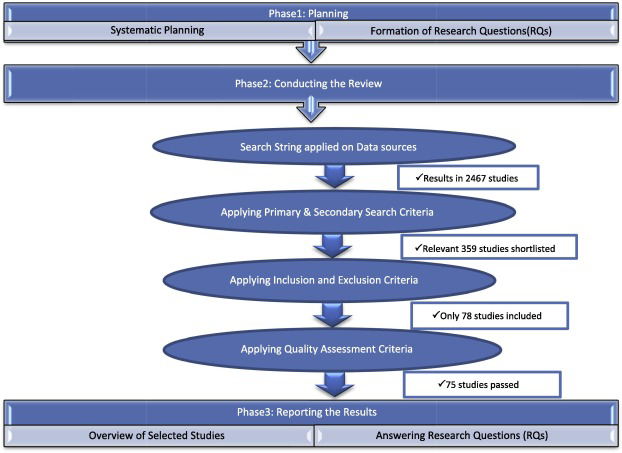 Phase1: Planning
Systematic Planning
Formation of Research Questions(RQs)
Phase2: Conducting the Review
Search String applied on Data sources
✓Results in 2467 studies
Applying Primary & Secondary Search Criteria
✓Relevant 359 studies shortlisted
Applying Inclusion and Exclusion Criteria
✓Only 78 studies included
Applying Quality Assessment Criteria
✓75 studies passed
Phase3: Reporting the Results
Overview of Selected Studies
Answering Research Questions (RQs)